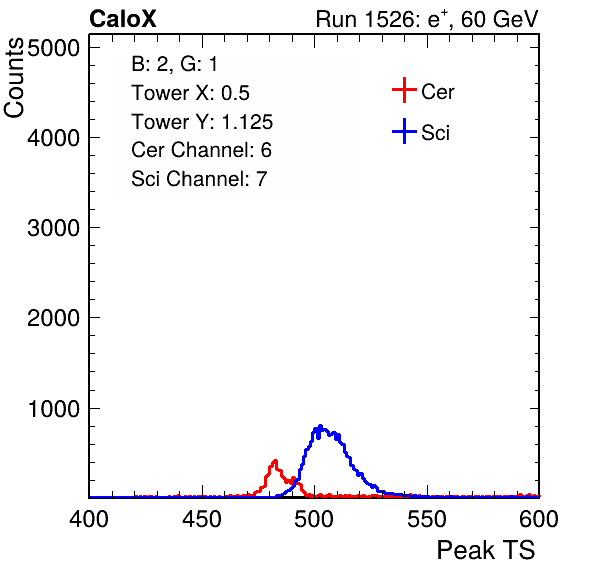 CaloX Run 1526: e+, 60 GeV
Counts
5000
4000
3000
2000
1000
B: 2, G: 1
Tower X: 0.5
Tower Y: 1.125
Cer Channel: 6
Sci Channel: 7
Cer
Sci
400 450 500 550 600
Peak TS